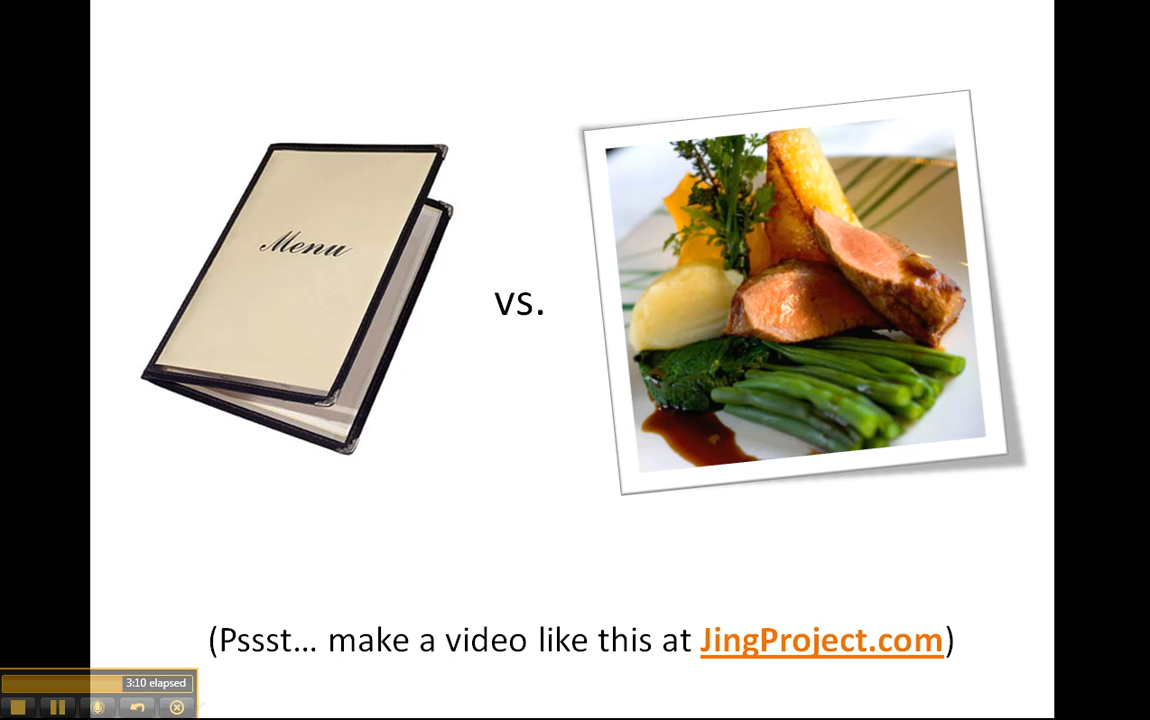 Menu
vs.
(Pssst... make a video like this at JingProject.com)
3:10 elapsed